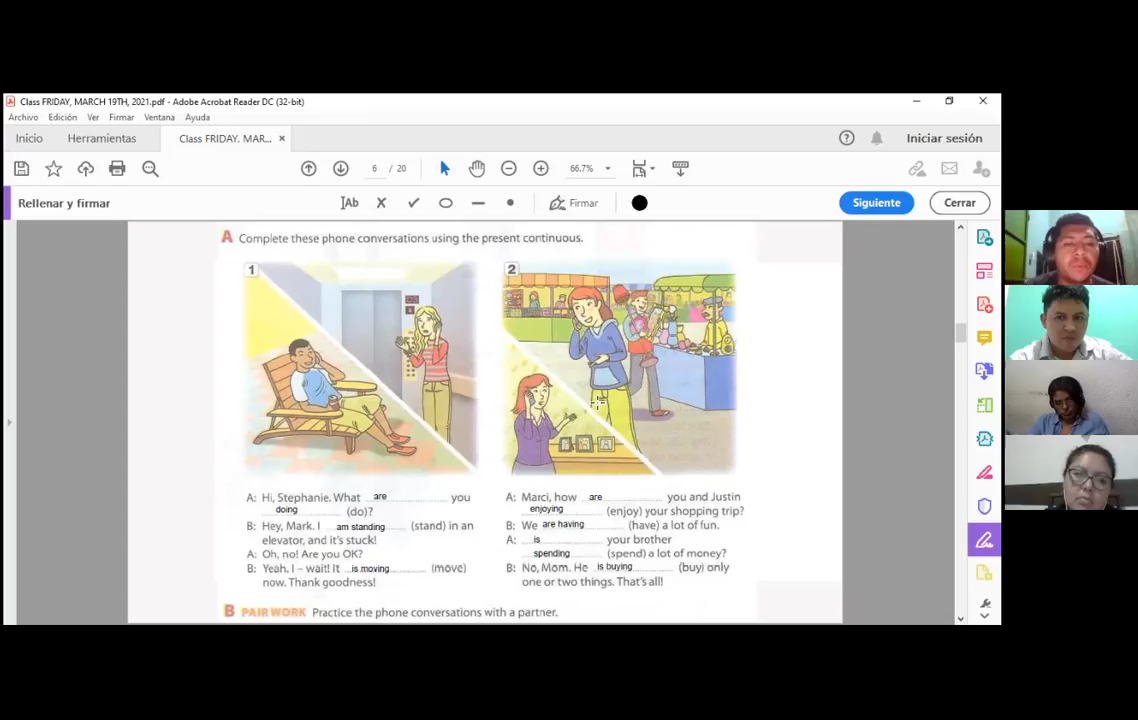 Class FRIDAY, MARCH 19TH, 2021.pdf - Adobe Acrobat Reader DC (32-bit)
Archivo Edición Ver Firmar Ventana Ayuda
Inicio Herramientas Class FRIDAY. MAR... Iniciar sesión
6 / 20 66.7%
Rellenar y firmar Ab Firmar Siguiente Cerrar
A Complete these phone conversations using the present continuous.
1 2
A: Hi, Stephanie. What are you
doing (do)?
B: Hey, Mark. I am standing (stand) in an
elevator, and it's stuck!
A: Oh, no! Are you OK?
B: Yeah. I – wait! It is moving (move)
now. Thank goodness!
A: Marci, how are you and Justin
enjoying (enjoy) your shopping trip?
B: We are having (have) a lot of fun.
A: is your brother
spending (spend) a lot of money?
B: No, Mom. He is buying (buy) only
one or two things. That's all!
B PAIR WORK Practice the phone conversations with a partner.